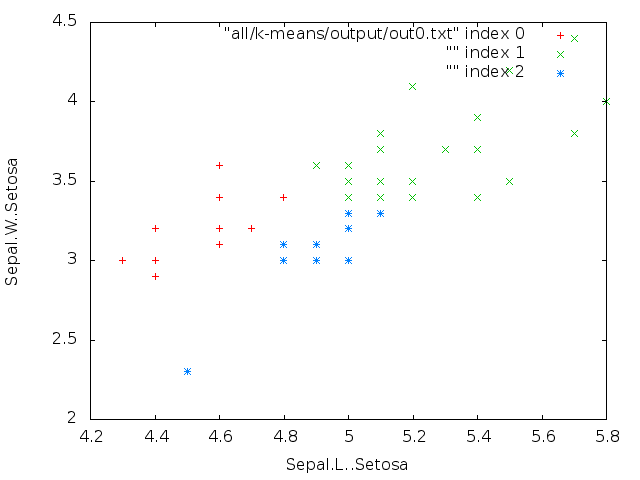 4.5
4
3.5
3
2.5
2
4.2 4.4 4.6 4.8 5 5.2 5.4 5.6 5.8
Sepal.W..Setosa
Sepal.L..Setosa
"all/k-means/output/out0.txt" index 0
"" index 1
"" index 2